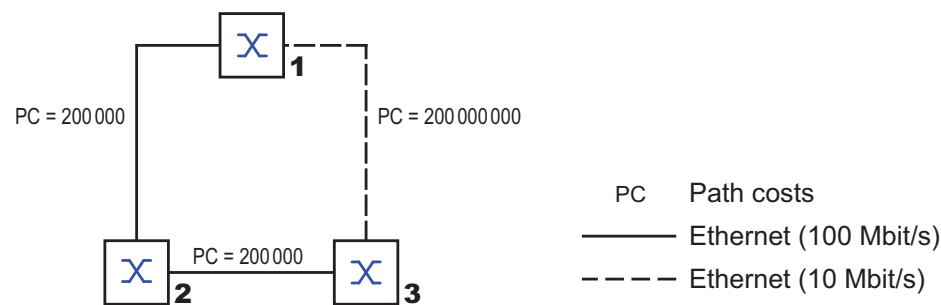 1
PC = 200 000
PC = 200 000 000
PC Path costs
Ethernet (100 Mbit/s)
PC = 200 000
2
3
Ethernet (10 Mbit/s)